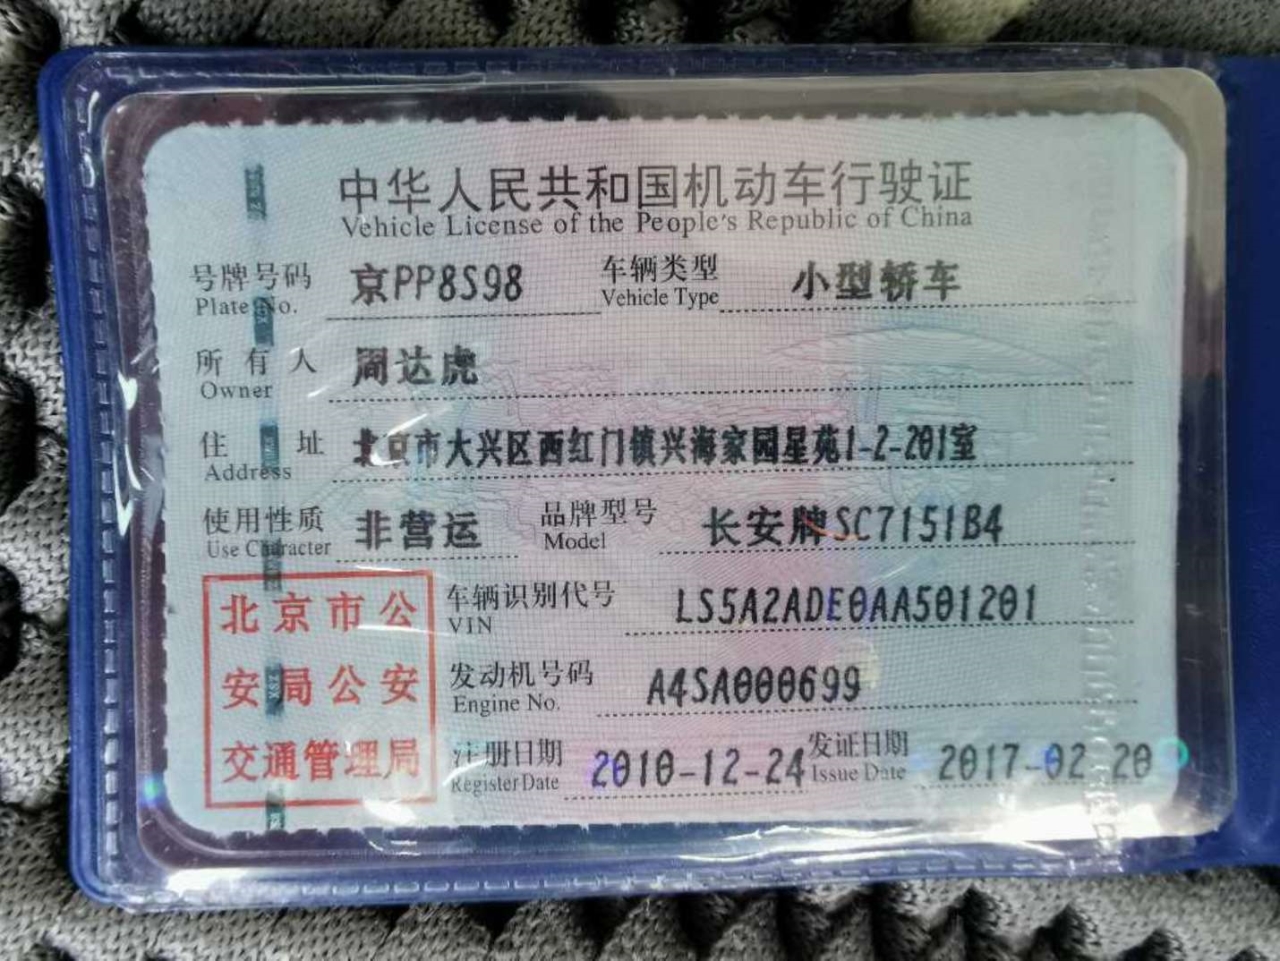 中华人民共和国机动车行驶证
Vehicle License of the People's Republic of China
号牌号码 京PP8S98 车辆类型 小型轿车
Plate No. Vehicle Type
所有人 周达虎
Owner
住址 北京市大兴区西红门镇兴海家园星苑1-2-201室
Address
使用性质 非营运 品牌型号 长安牌SC7151B4
Use Character Model
车辆识别代号 LS5A2ADE0AA501201
VIN
发动机号码 A4SA000699
Engine No.
注册日期 2010-12-24 发证日期 2017-02-20
Register Date Issue Date
北京市公
安局公安
交通管理局